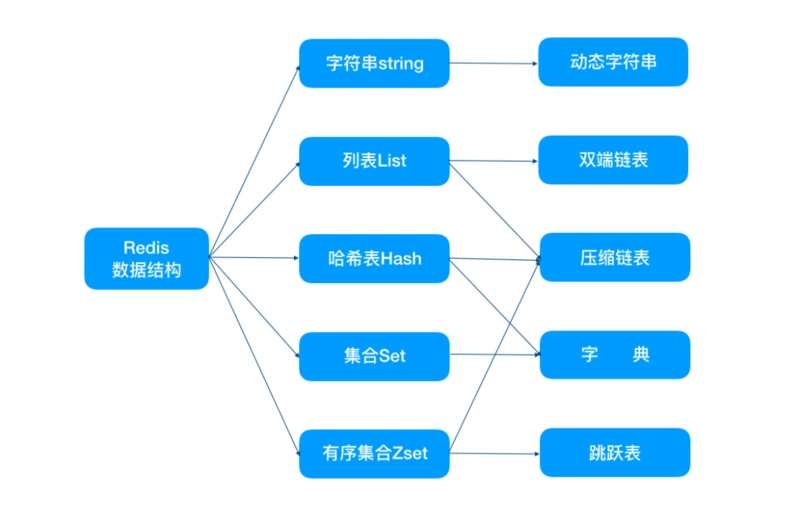 字符串string
动态字符串
列表List
双端链表
Redis
数据结构
哈希表Hash
压缩链表
集合Set
字 典
有序集合Zset
跳跃表